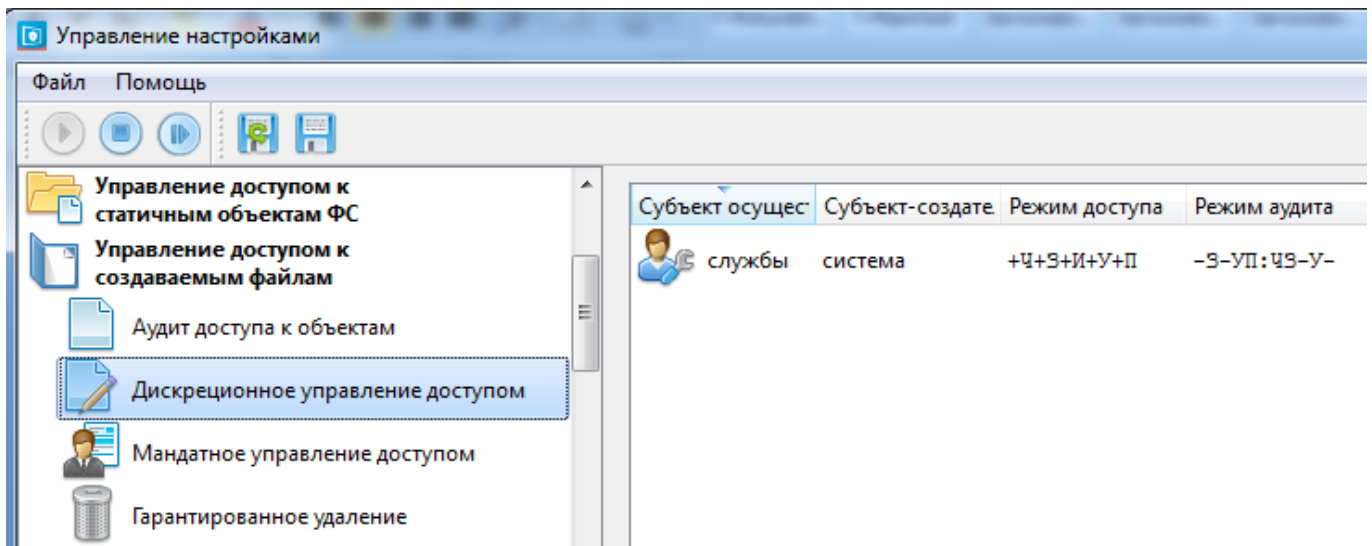 Управление настройками
Файл Помощь
Управление доступом к
статичным объектам ФС
Управление доступом к
создаваемым файлам
Аудит доступа к объектам
Дискреционное управление доступом
Мандатное управление доступом
Гарантированное удаление
Субъект осущес Субъект-создате Режим доступа Режим аудита
службы система +Ч+З+И+У+П -З-УП:ЧЗ-У-